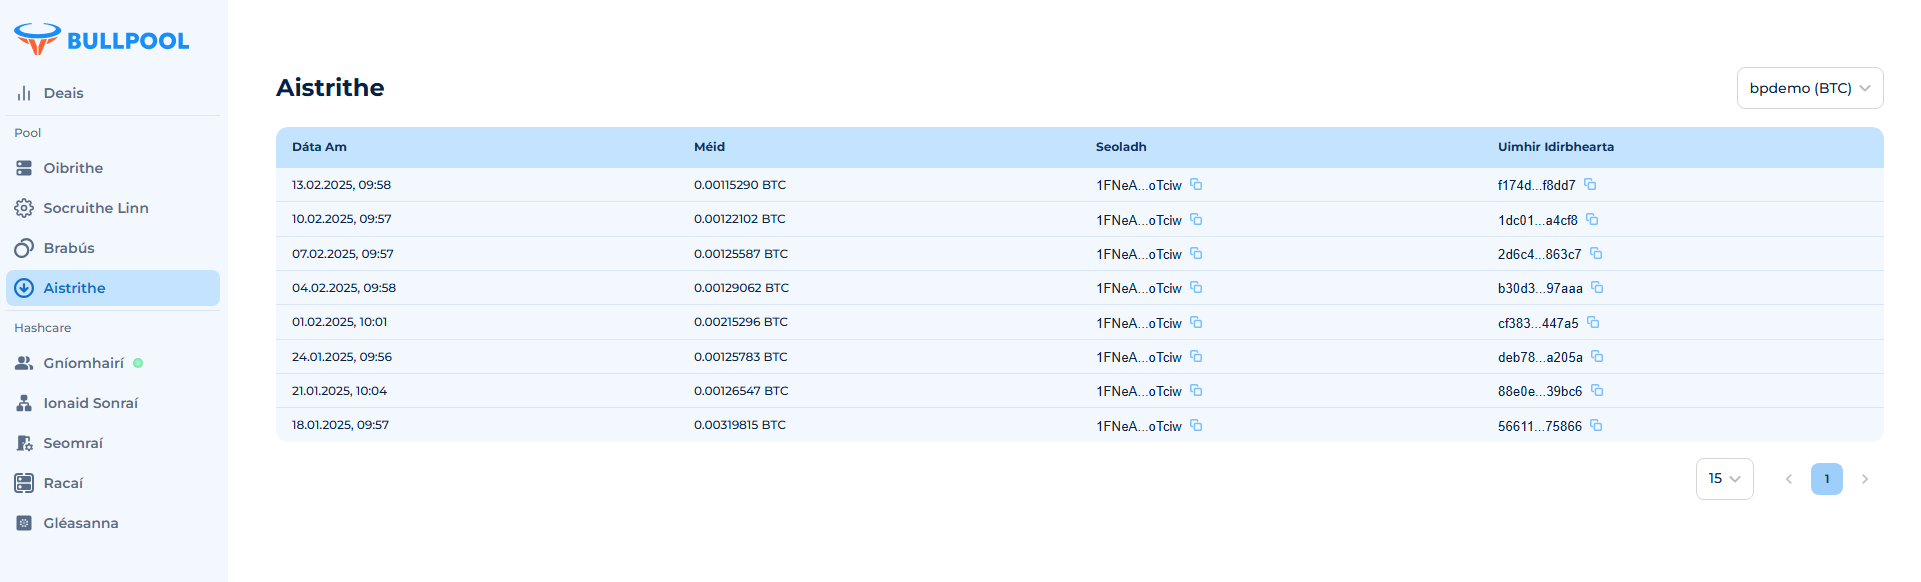 BULLPOOL
Deais
Pool
Oibrithe
Socruithe Linn
Brabús
Aistrithe
Hashcare
Gníomhairí
Ionaid Sonraí
Seomraí
Racaí
Gléasanna
Aistrithe
bpdemo (BTC)
Dáta Am Méid Seoladh Uimhir Idirbhearta
13.02.2025, 09:58 0.00115290 BTC 1FNeA...oTciw f174d...f8dd7
10.02.2025, 09:57 0.00122102 BTC 1FNeA...oTciw 1dc01...a4cf8
07.02.2025, 09:57 0.00125587 BTC 1FNeA...oTciw 2d6c4...863c7
04.02.2025, 09:58 0.00129062 BTC 1FNeA...oTciw b30d3...97aaa
01.02.2025, 10:01 0.00215296 BTC 1FNeA...oTciw cf383...447a5
24.01.2025, 09:56 0.00125783 BTC 1FNeA...oTciw deb78...a205a
21.01.2025, 10:04 0.00126547 BTC 1FNeA...oTciw 88e0e...39bc6
18.01.2025, 09:57 0.00319815 BTC 1FNeA...oTciw 56611...75866
15 1